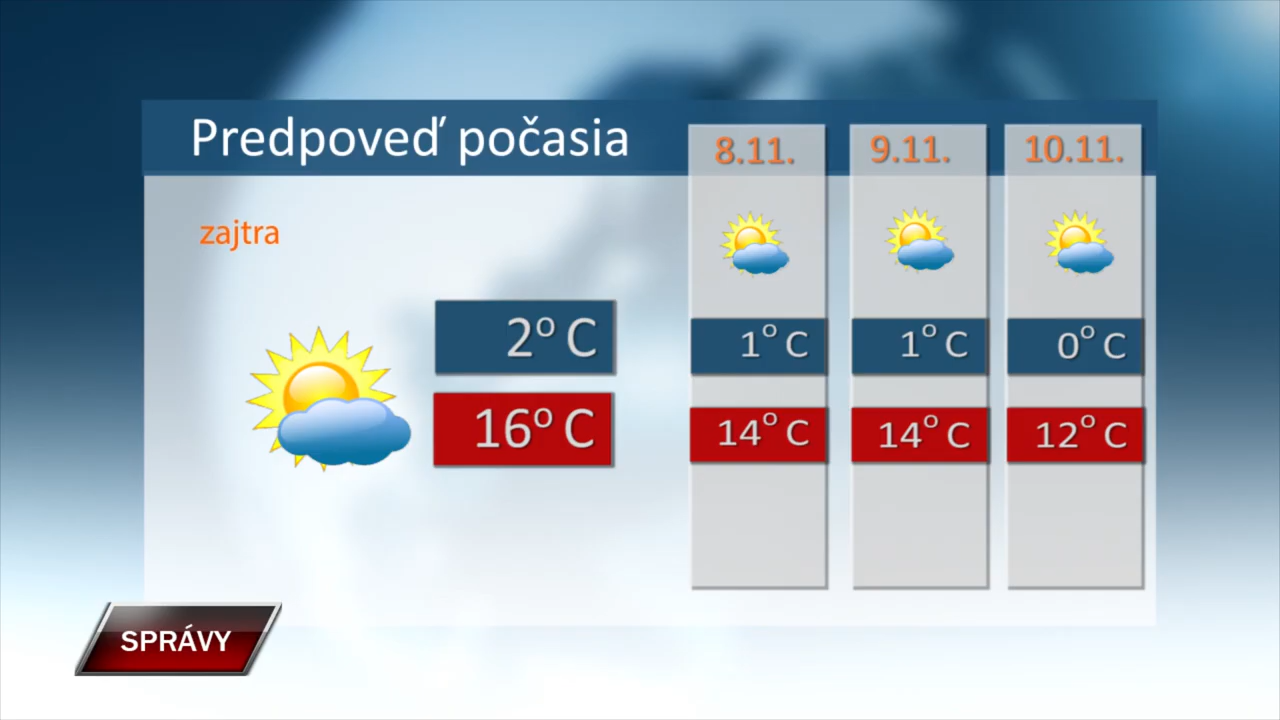 Predpoveď počasia
zajtra
2° C
16° C
8.11.
1° C
14° C
9.11.
1° C
14° C
10.11.
0° C
12° C
SPRÁVY